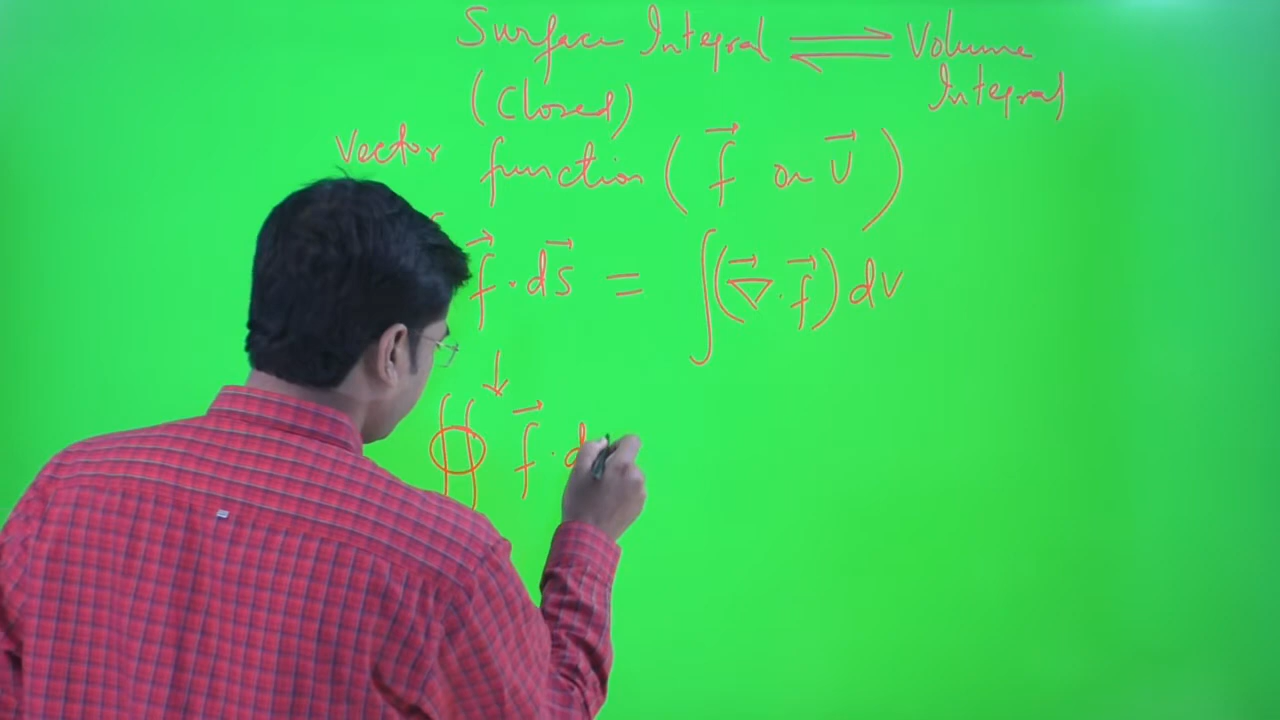 Surface Integral ⇌ Volume Integral
(Closed)
Vector function ( f⃗ or V⃗ )
f⃗ · dS⃗ = ∫(∇⃗ · f⃗) dV
↓
∯ f⃗ · d